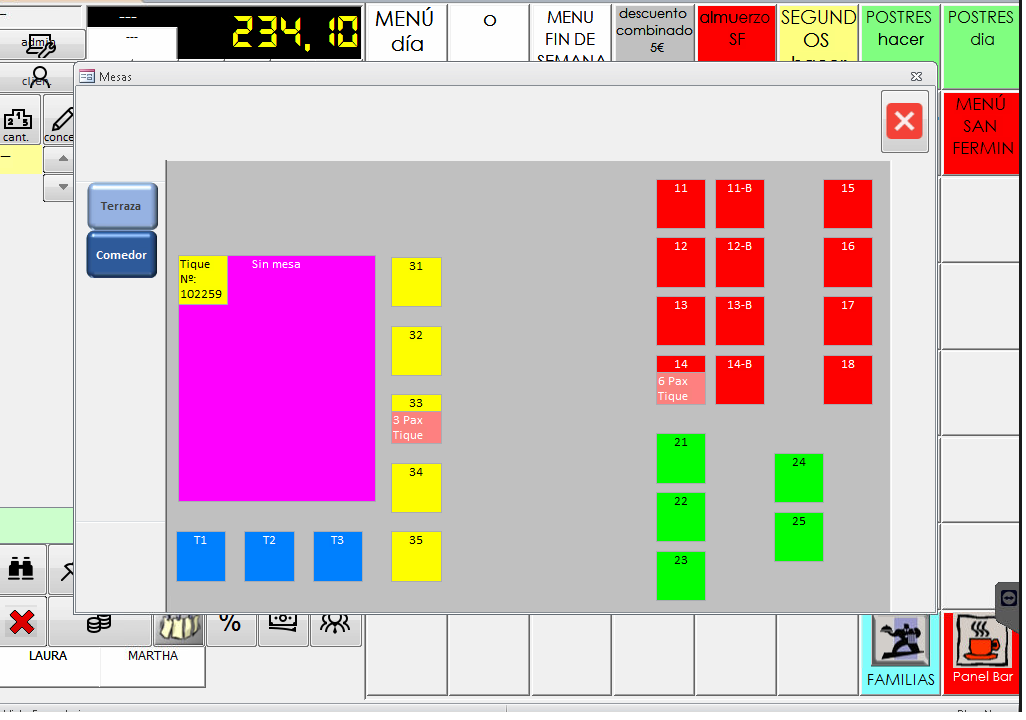 ---
---
234,10
MENÚ
día
O
MENU
FIN DE
SEMANA
descuento
combinado
5€
almuerzo
SF
SEGUND
OS
hacer
POSTRES
hacer
POSTRES
dia
admin
Mesas
MENÚ
SAN
FERMIN
cant.
conce
Terraza
Comedor
Tique
Nº:
102259
Sin mesa
31
32
33
3 Pax
Tique
34
35
T1
T2
T3
11
11-B
15
12
12-B
16
13
13-B
17
14
6 Pax
Tique
14-B
18
21
22
23
24
25
%
LAURA
MARTHA
FAMILIAS
Panel Bar